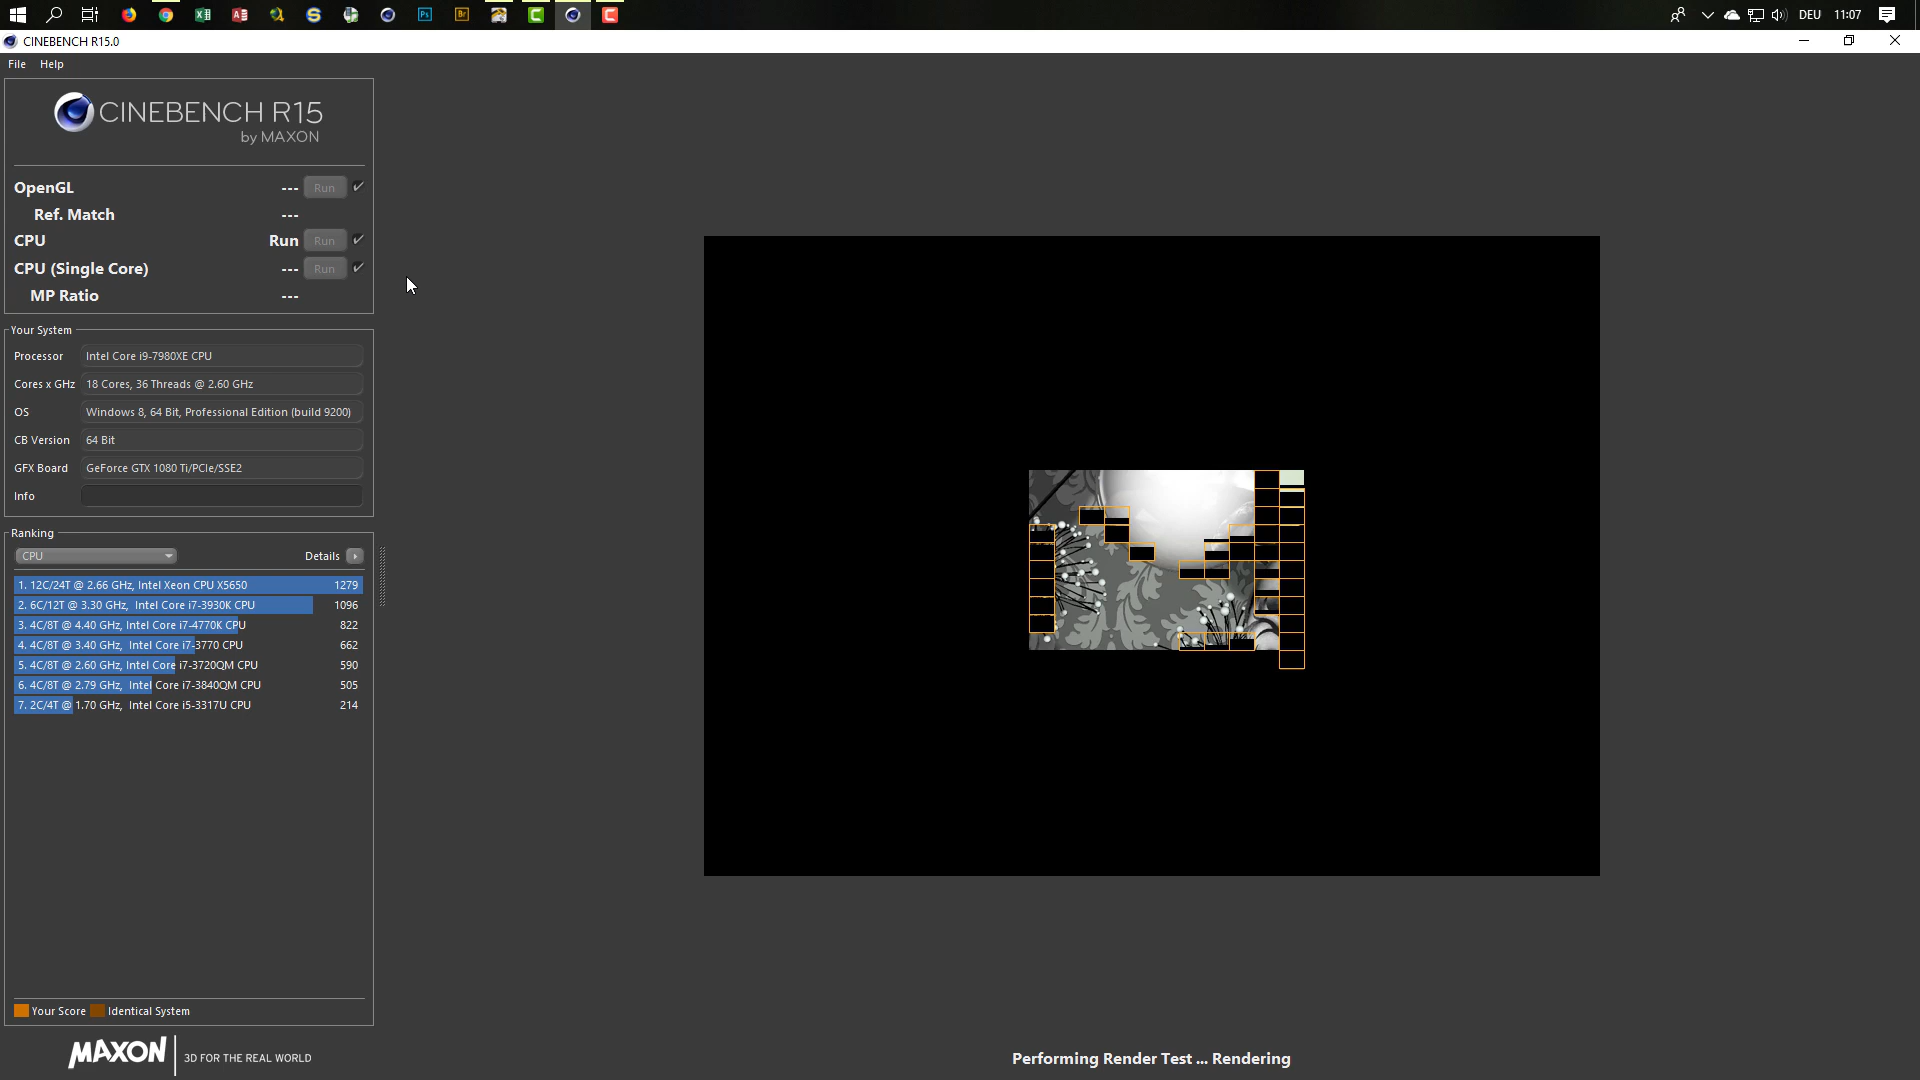 Ps
Br
DEU
11:07
CINEBENCH R15.0
File Help
CINEBENCH R15
by MAXON
OpenGL --- Run
Ref. Match ---
CPU Run Run
CPU (Single Core) --- Run
MP Ratio ---
Your System
Processor Intel Core i9-7980XE CPU
Cores x GHz 18 Cores, 36 Threads @ 2.60 GHz
OS Windows 8, 64 Bit, Professional Edition (build 9200)
CB Version 64 Bit
GFX Board GeForce GTX 1080 Ti/PCIe/SSE2
Info
Ranking
CPU Details
1. 12C/24T @ 2.66 GHz, Intel Xeon CPU X5650 1279
2. 6C/12T @ 3.30 GHz, Intel Core i7-3930K CPU 1096
3. 4C/8T @ 4.40 GHz, Intel Core i7-4770K CPU 822
4. 4C/8T @ 3.40 GHz, Intel Core i7-3770 CPU 662
5. 4C/8T @ 2.60 GHz, Intel Core i7-3720QM CPU 590
6. 4C/8T @ 2.79 GHz, Intel Core i7-3840QM CPU 505
7. 2C/4T @ 1.70 GHz, Intel Core i5-3317U CPU 214
Your Score Identical System
MAXON 3D FOR THE REAL WORLD
Performing Render Test ... Rendering